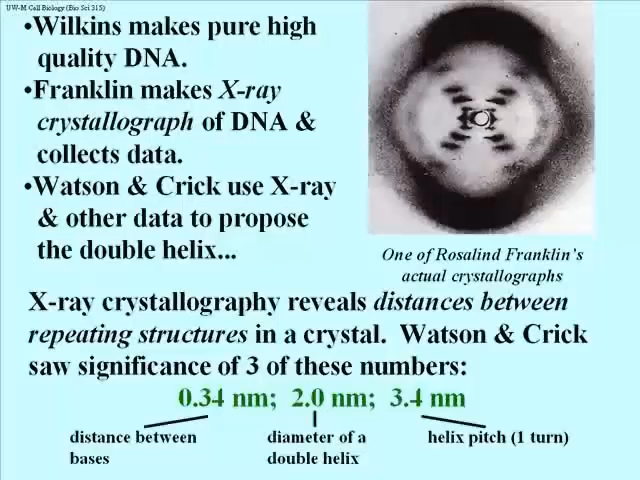 UW-M Cell Biology (Bio Sci 315)
•Wilkins makes pure high
quality DNA.
•Franklin makes X-ray
crystallograph of DNA &
collects data.
•Watson & Crick use X-ray
& other data to propose
the double helix...
One of Rosalind Franklin's
actual crystallographs
X-ray crystallography reveals distances between
repeating structures in a crystal. Watson & Crick
saw significance of 3 of these numbers:
0.34 nm; 2.0 nm; 3.4 nm
distance between
bases
diameter of a
double helix
helix pitch (1 turn)